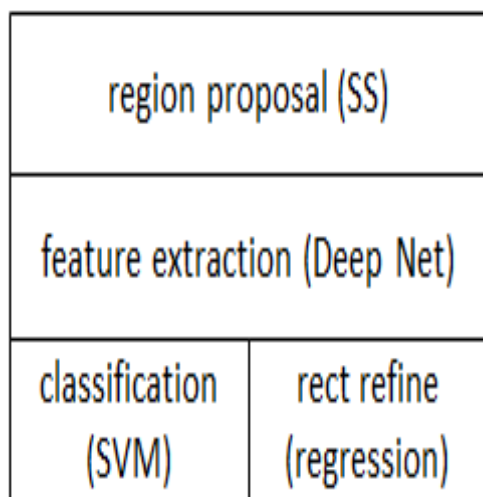 region proposal (SS)
feature extraction (Deep Net)
classification
(SVM)
rect refine
(regression)